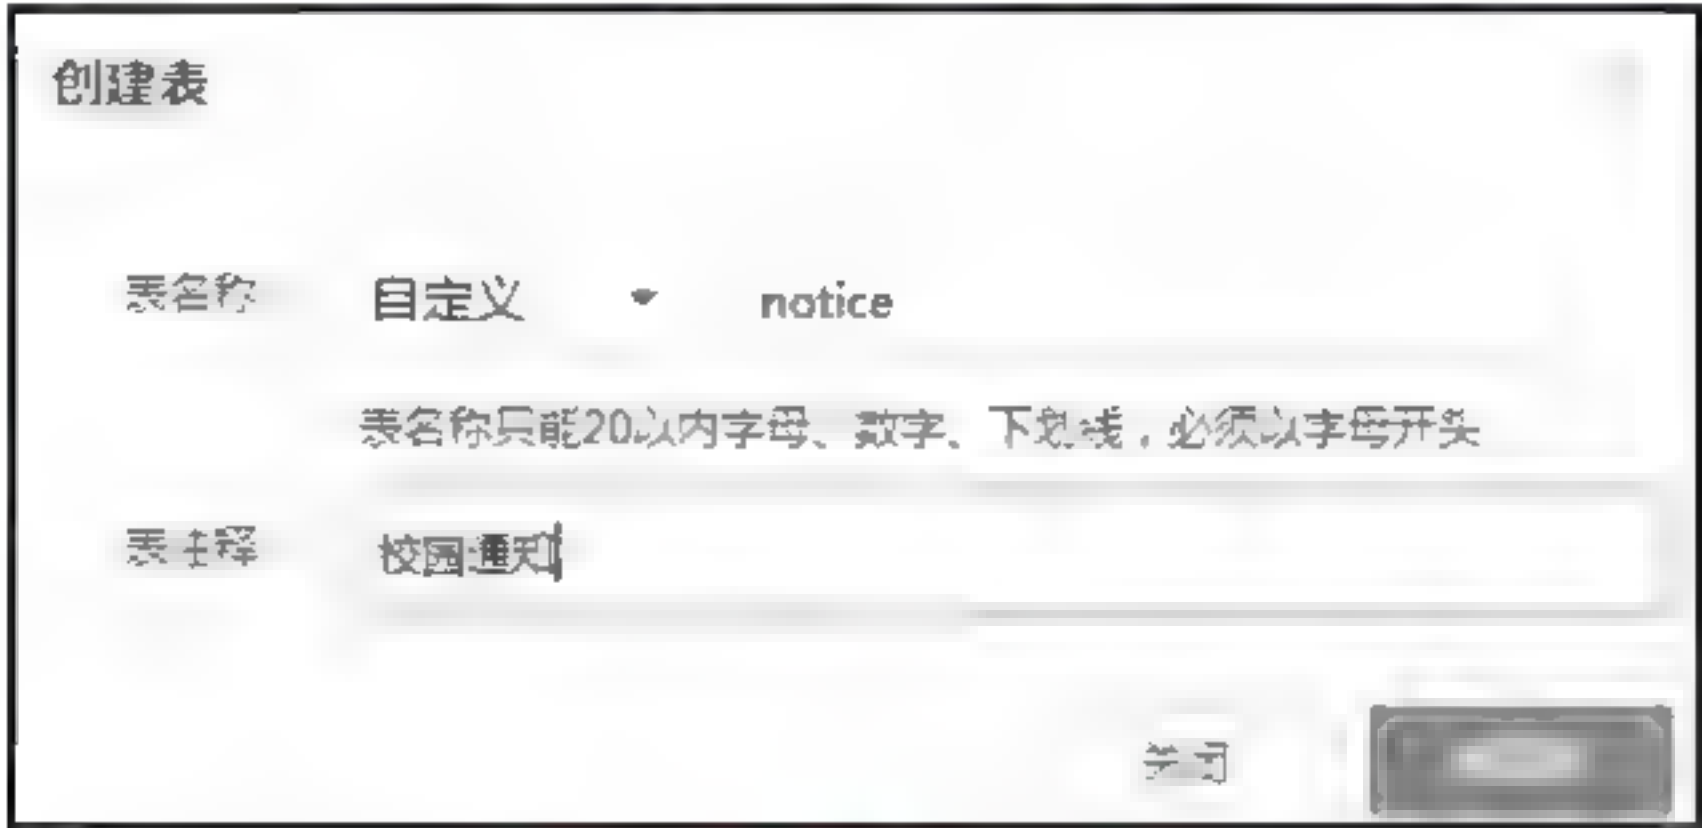 创建表
表名称 自定义 notice
表名称只能20以内字母、数字、下划线，必须以字母开头
表注释 校园通知
关闭